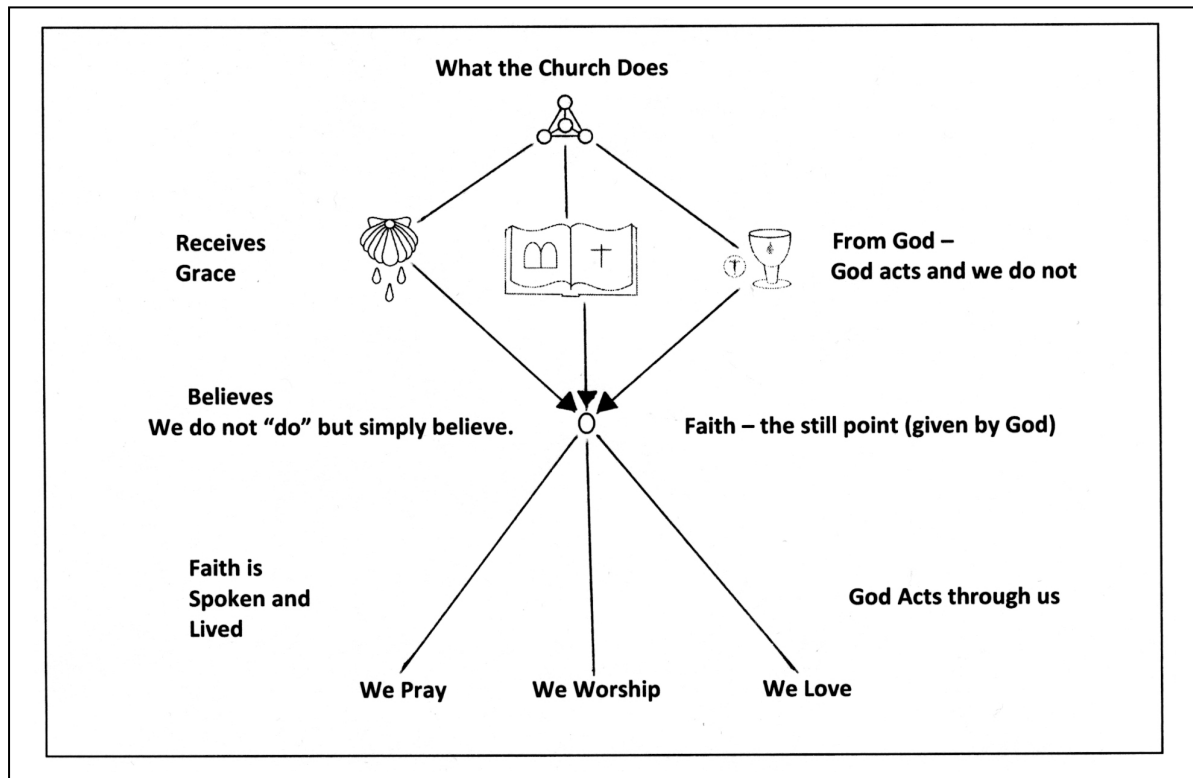 What the Church Does
Receives
Grace
From God –
God acts and we do not
Believes
We do not “do” but simply believe.
Faith – the still point (given by God)
Faith is
Spoken and
Lived
God Acts through us
We Pray
We Worship
We Love